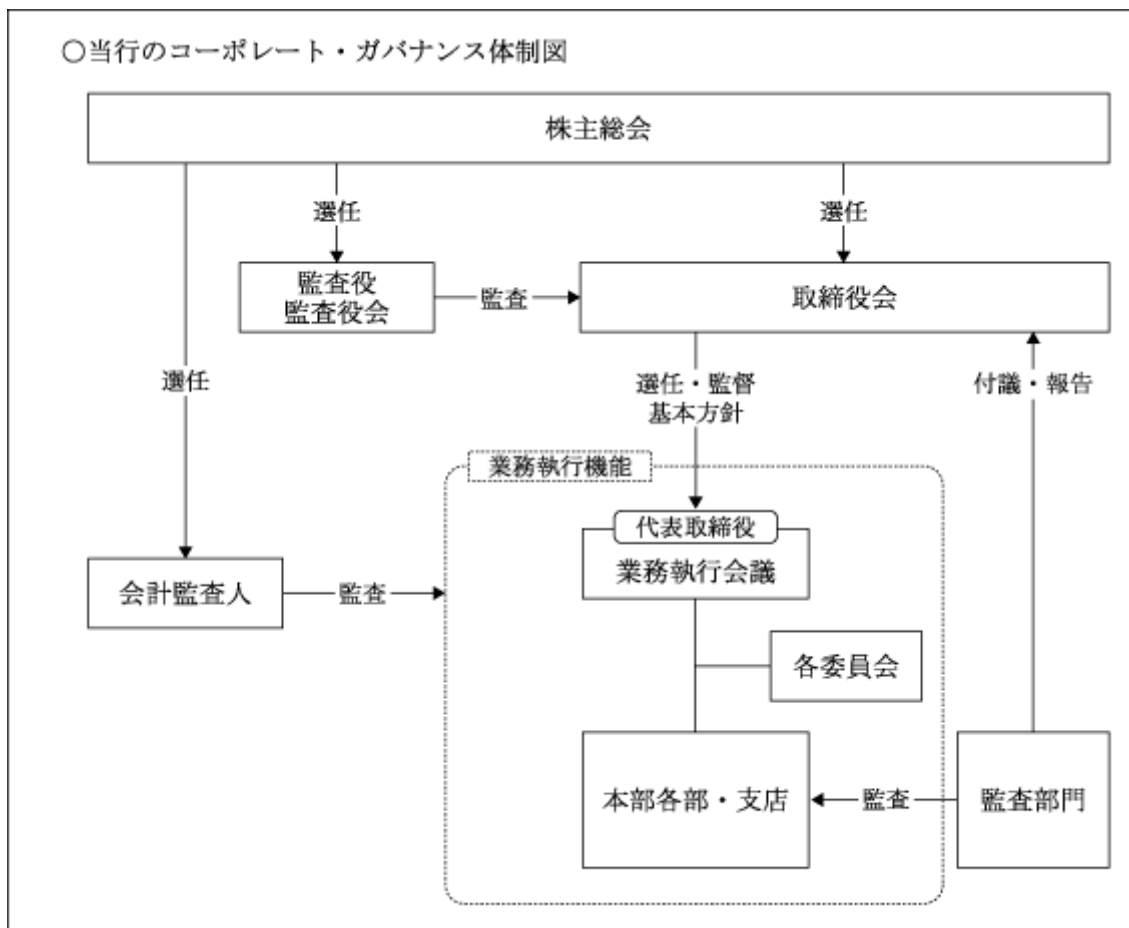 ○当行のコーポレート・ガバナンス体制図
株主総会
選任
選任
監査役
監査役会
監査
取締役会
選任
選任・監督
基本方針
付議・報告
業務執行機能
代表取締役
業務執行会議
会計監査人
監査
各委員会
本部各部・支店
監査
監査部門